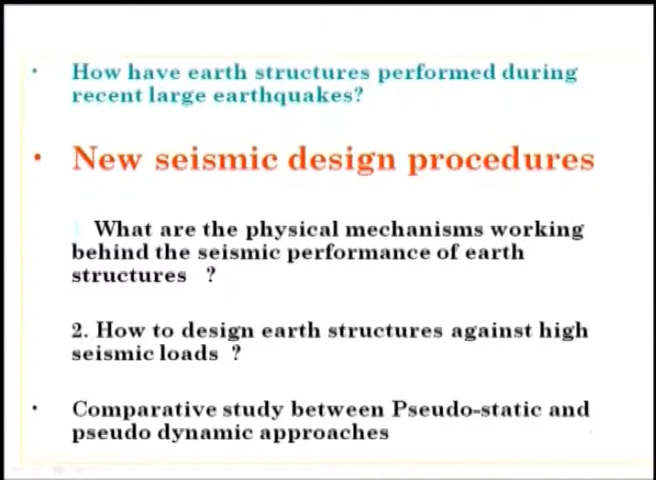 • How have earth structures performed during
recent large earthquakes?
• New seismic design procedures
What are the physical mechanisms working
behind the seismic performance of earth
structures ?
2. How to design earth structures against high
seismic loads ?
• Comparative study between Pseudo-static and
pseudo dynamic approaches